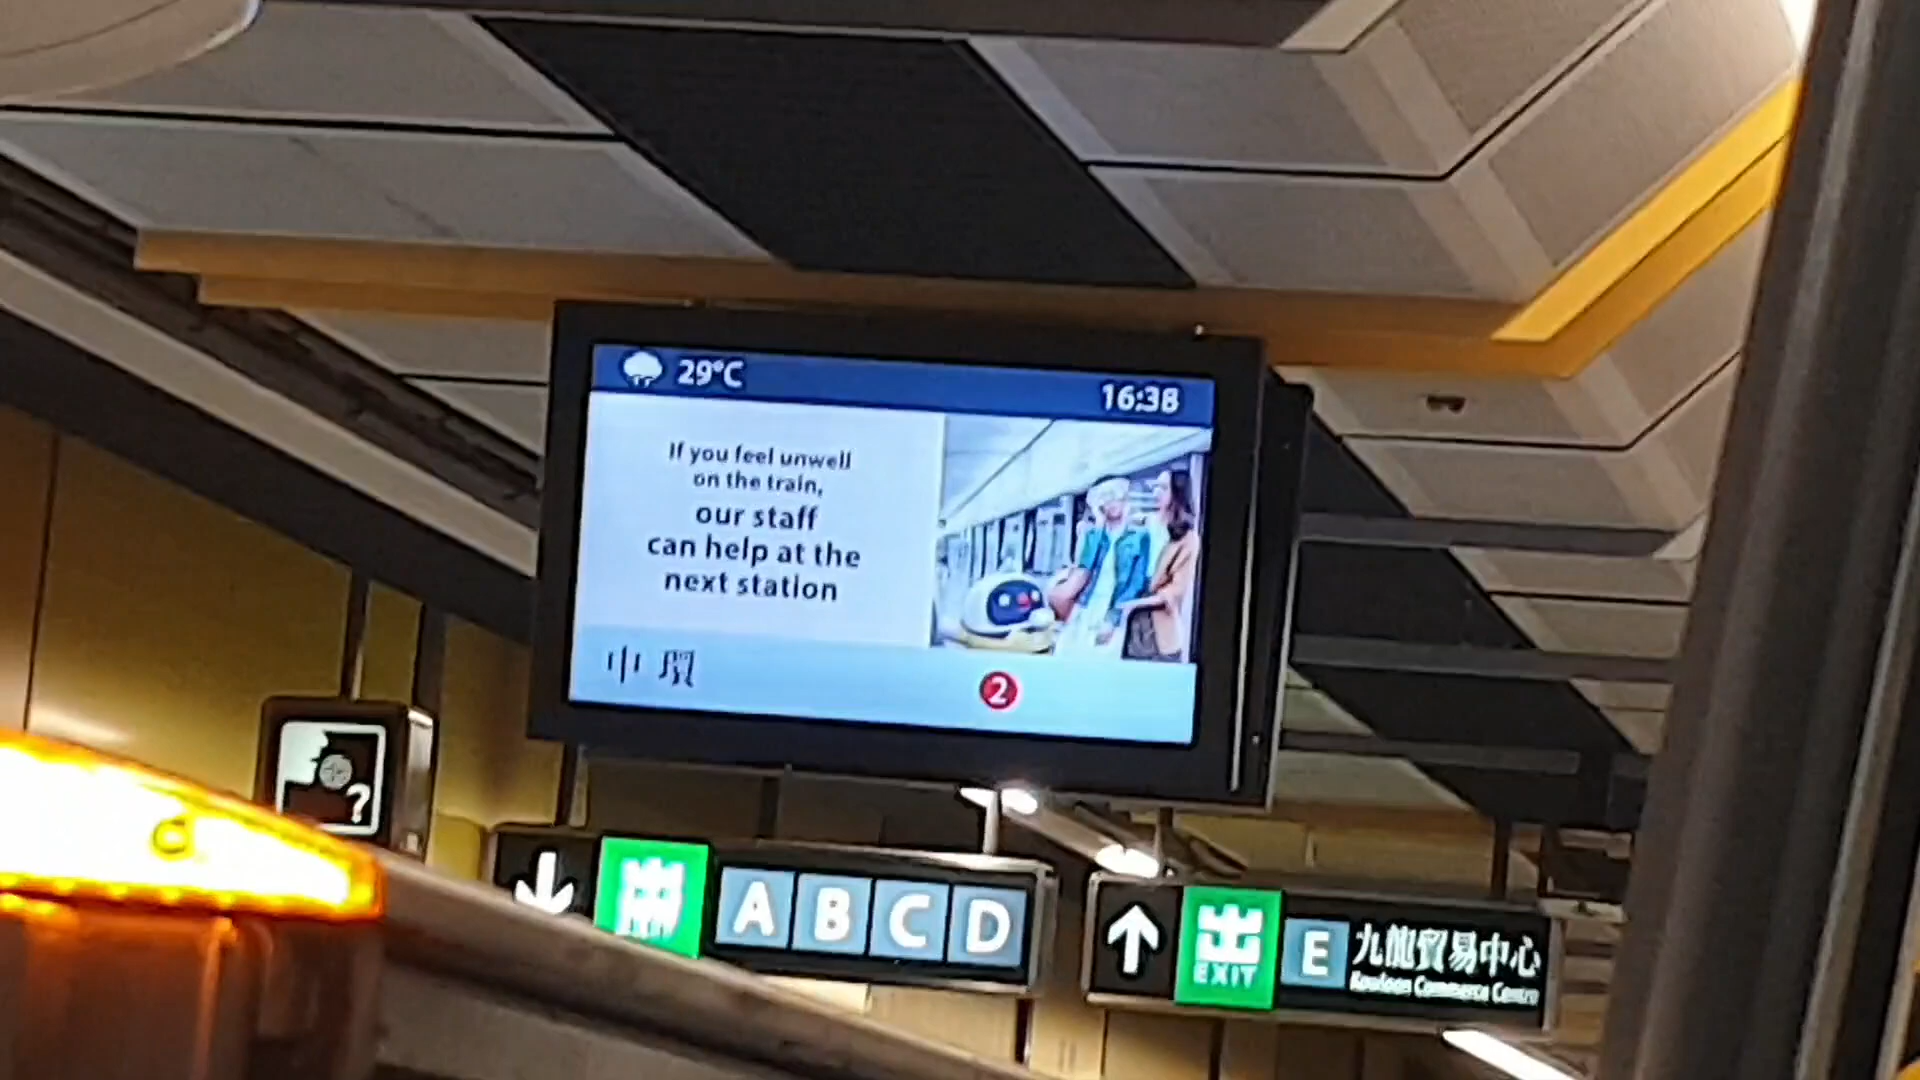 29°C
16:38
If you feel unwell
on the train,
our staff
can help at the
next station
中環
2
?
A B C D
出
EXIT
E
九龍貿易中心
Kowloon Commerce Centre